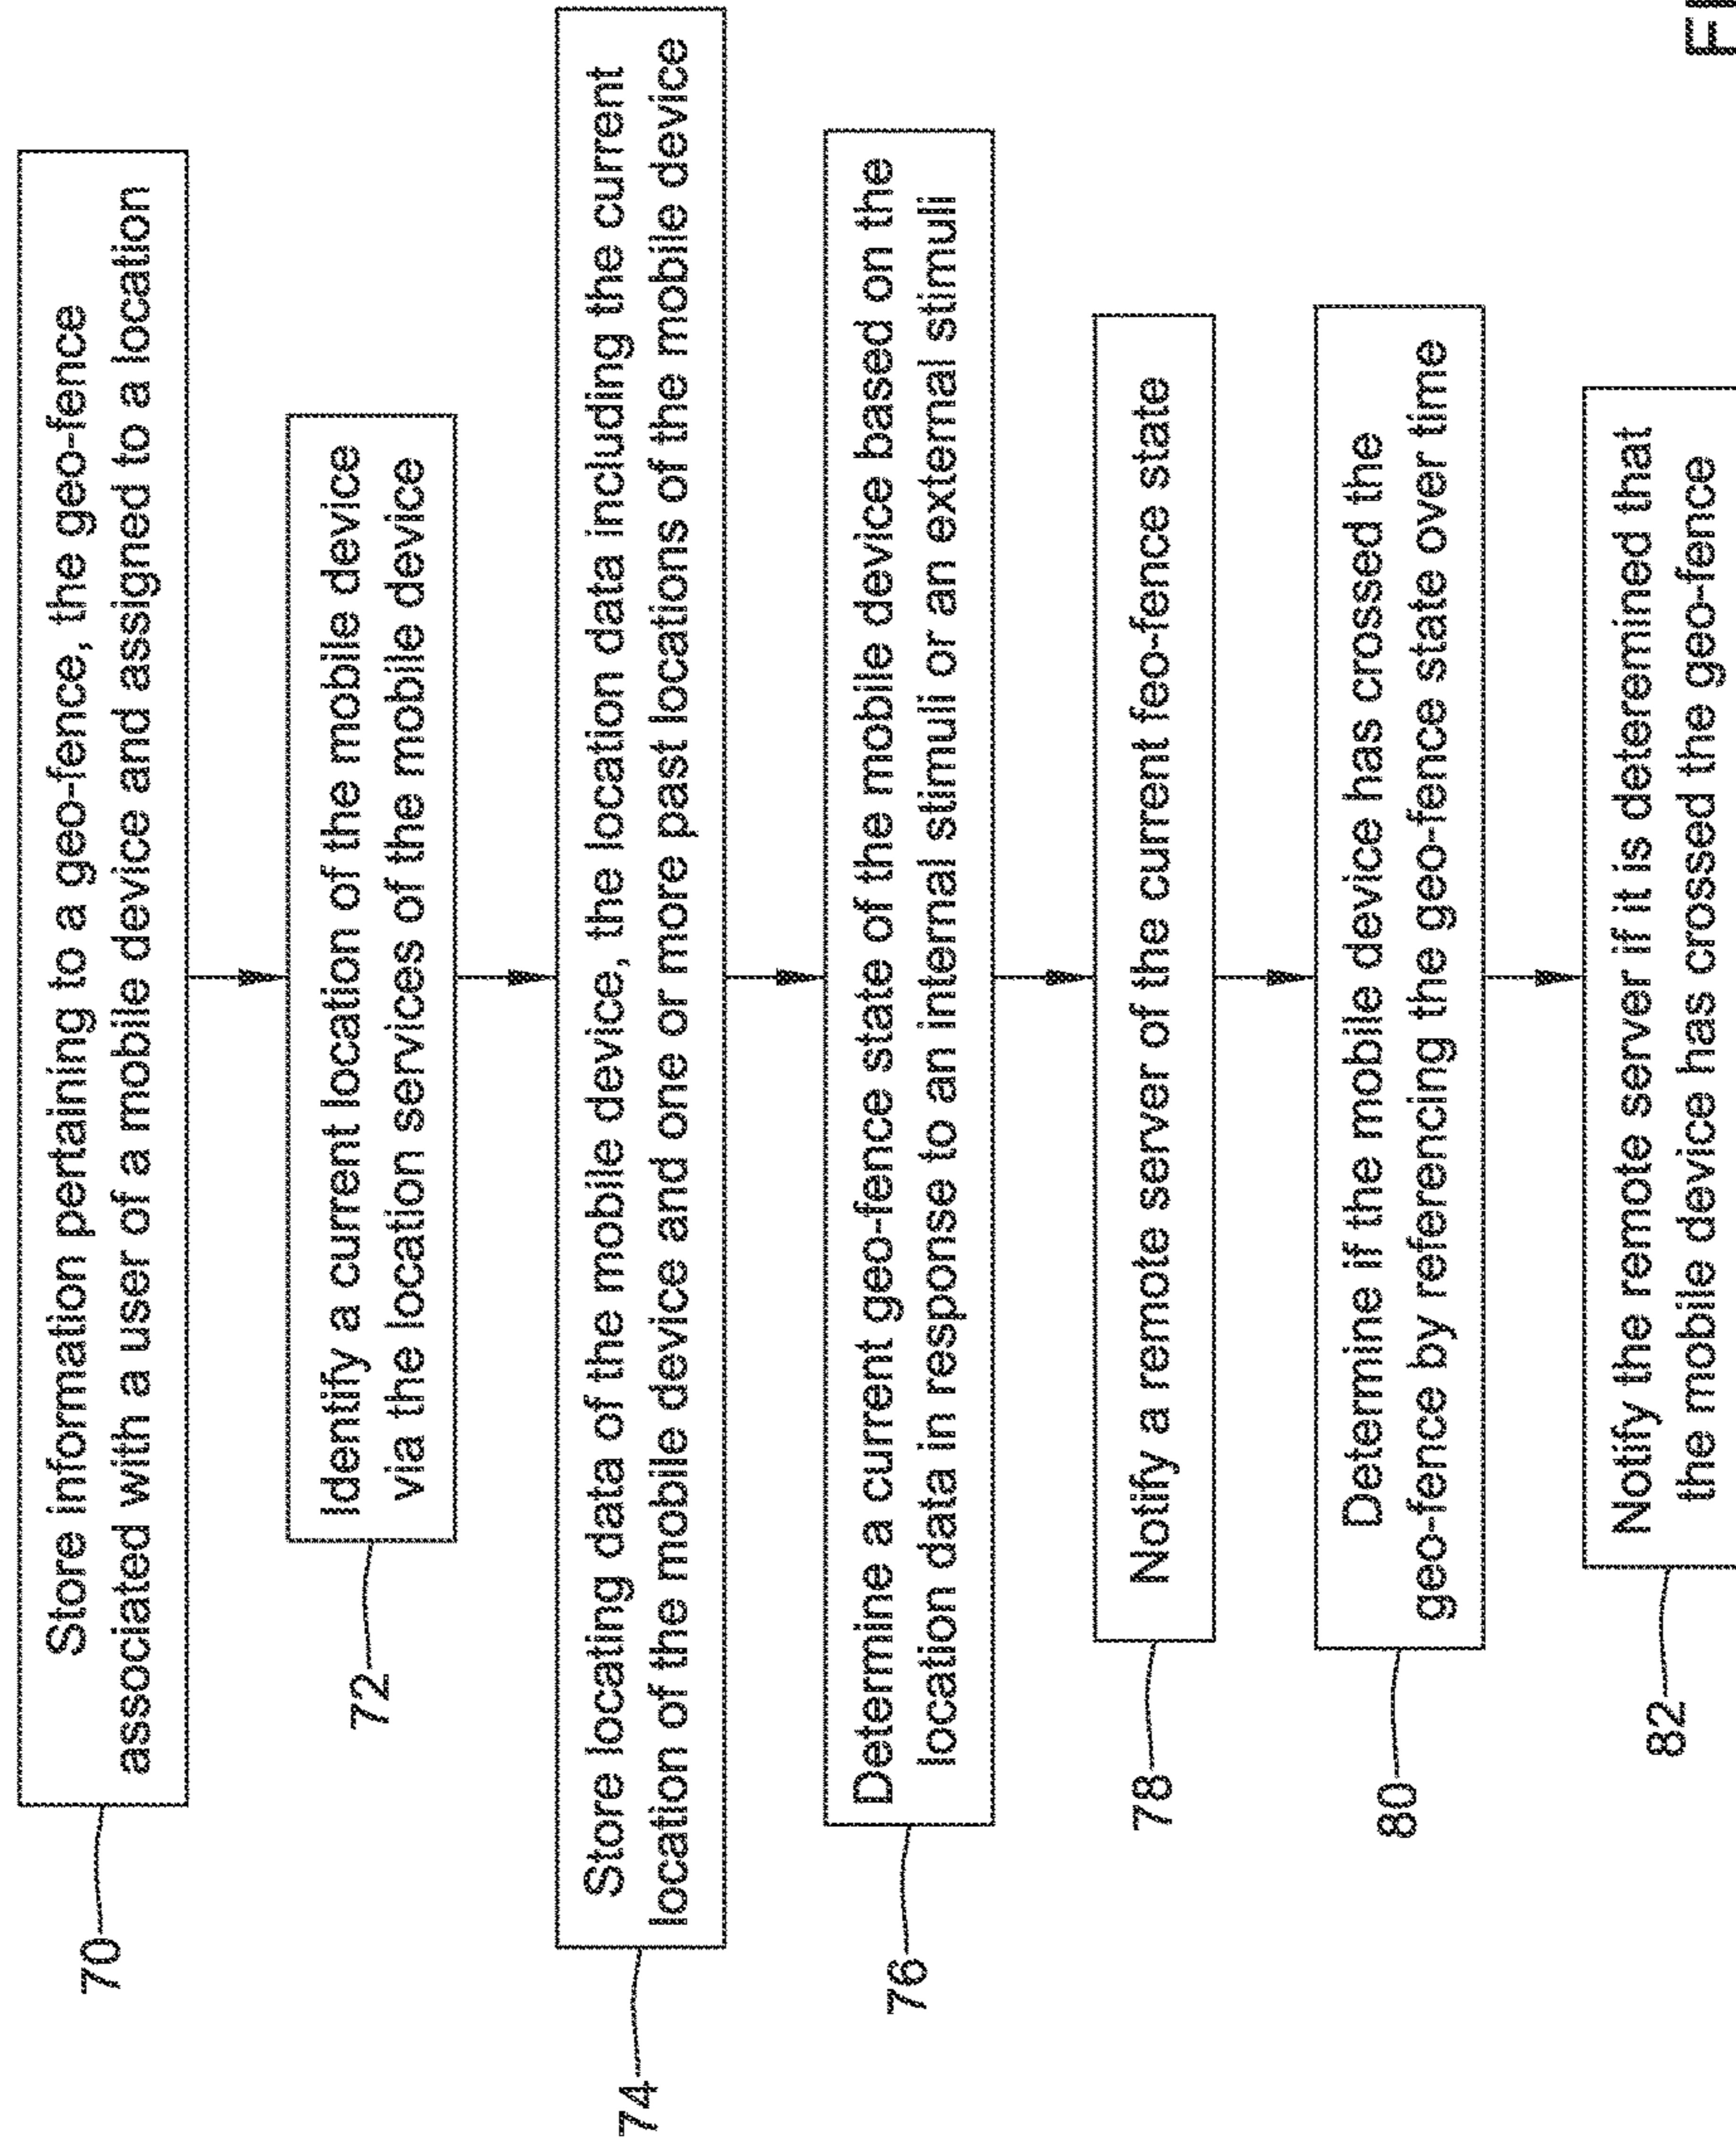 70
Store information pertaining to a geo-fence, the geo-fence
associated with a user of a mobile device and assigned to a location
72
Identify a current location of the mobile device
via the location services of the mobile device
74
Store locating data of the mobile device, the location data including the current
location of the mobile device and one or more past locations of the mobile device
76
Determine a current geo-fence state of the mobile device based on the
location data in response to an internal stimuli or an external stimuli
78
Notify a remote server of the current feo-fence state
80
Determine if the mobile device has crossed the
geo-fence by referencing the geo-fence state over time
82
Notify the remote server if it is deteremined that
the mobile device has crossed the geo-fence